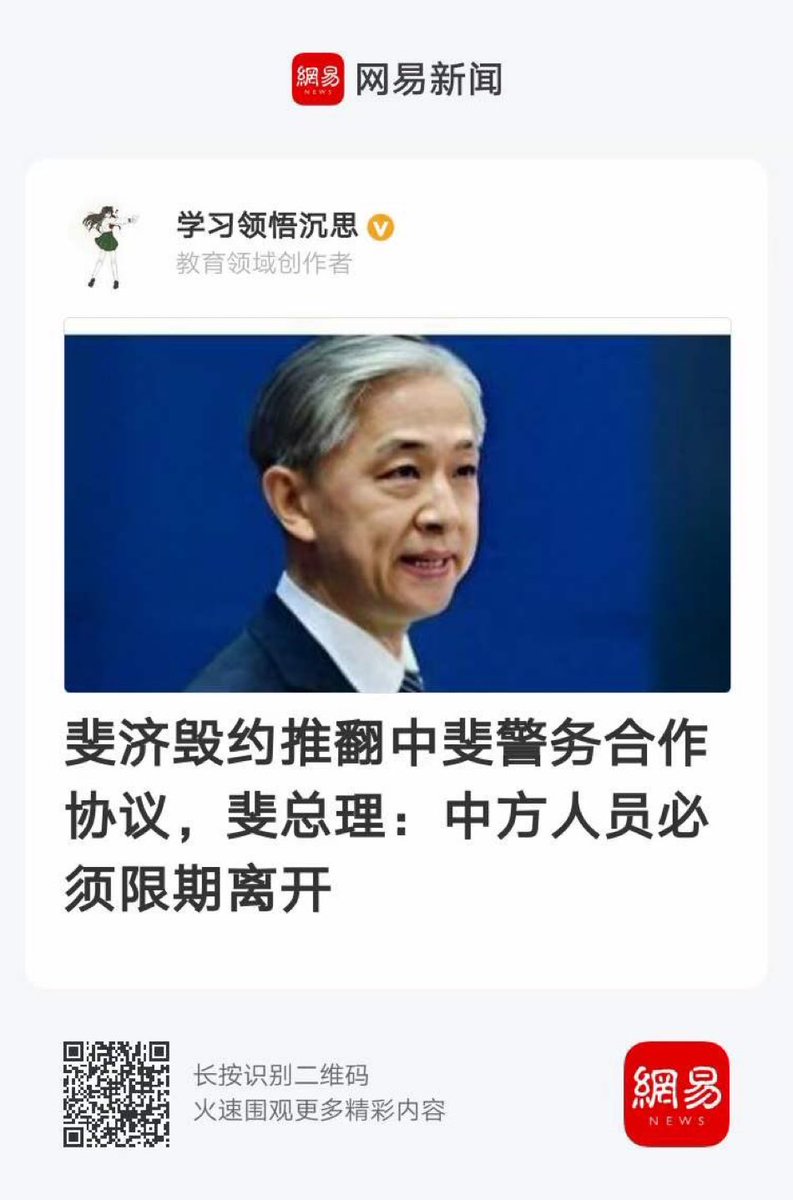 網易
NEWS
网易新闻
学习领悟沉思
V
教育领域创作者
斐济毁约推翻中斐警务合作
协议，斐总理：中方人员必
须限期离开
长按识别二维码
火速围观更多精彩内容
網易
NEWS